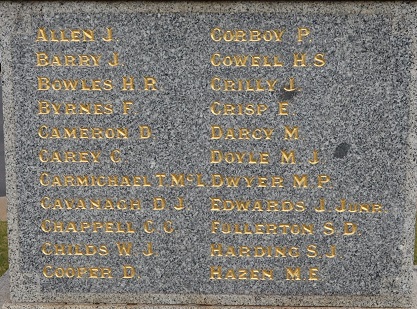 ALLEN J.
BARRY J.
BOWLES H R
BYRNES F.
CAMERON D.
CAREY C.
CARMICHAEL T. MCL.
CAVANAGH D J
CHAPPELL C C
CHILDS W J.
COOPER D.
CORBOY P.
COWELL H S
CRILLY J.
CRISP E.
DARCY M.
DOYLE M J
DWYER M P
EDWARDS J. JUNR.
FULLERTON S D
HARDING S J
HAZEN M E